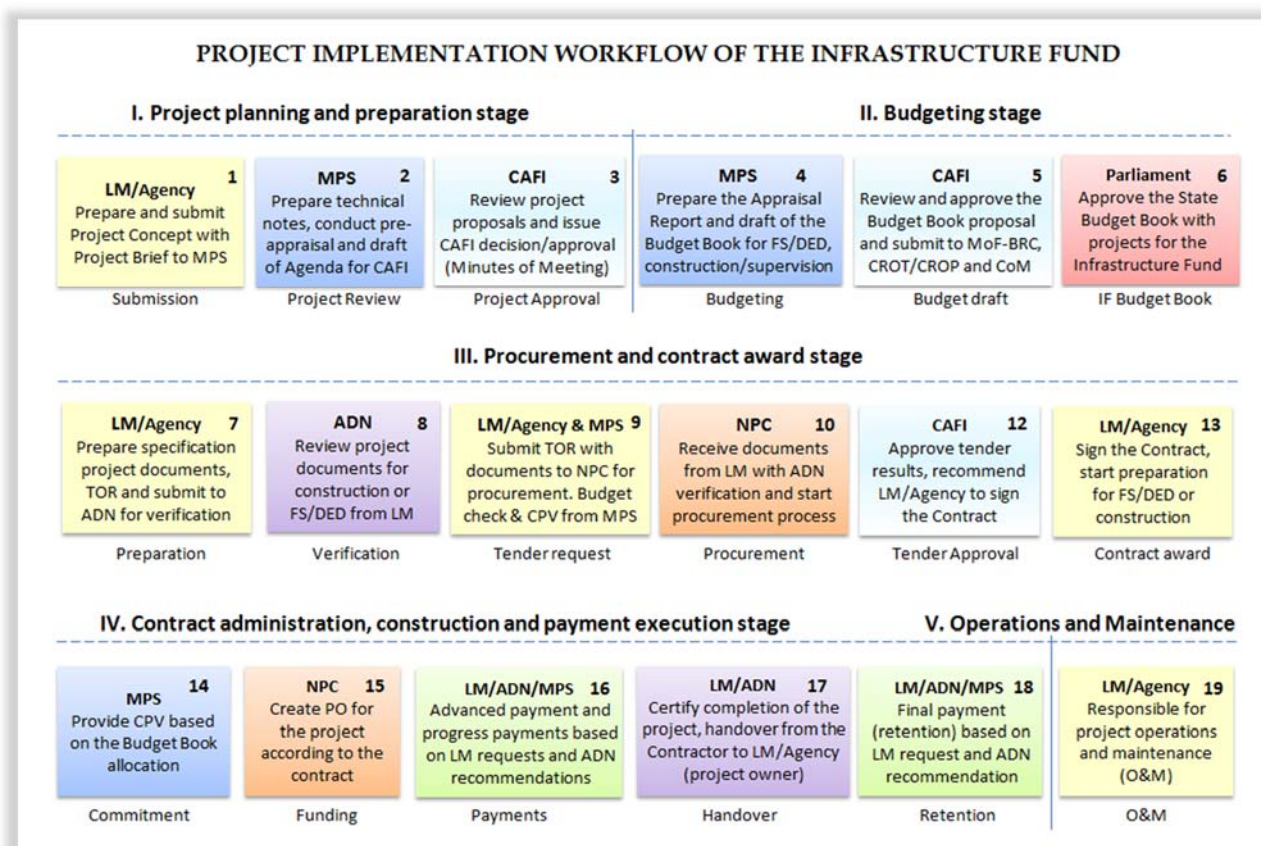 PROJECT IMPLEMENTATION WORKFLOW OF THE INFRASTRUCTURE FUND
I. Project planning and preparation stage
II. Budgeting stage
LM/Agency 1
Prepare and submit
Project Concept with
Project Brief to MPS
Submission
MPS 2
Prepare technical
notes, conduct pre-
appraisal and draft
of Agenda for CAFI
Project Review
CAFI 3
Review project
proposals and issue
CAFI decision/approval
(Minutes of Meeting)
Project Approval
MPS 4
Prepare the Appraisal
Report and draft of the
Budget Book for FS/DED,
construction/supervision
Budgeting
CAFI 5
Review and approve the
Budget Book proposal
and submit to MoF-BRC,
CROT/CROP and CoM
Budget draft
Parliament 6
Approve the State
Budget Book with
projects for the
Infrastructure Fund
IF Budget Book
III. Procurement and contract award stage
LM/Agency 7
Prepare specification
project documents,
TOR and submit to
ADN for verification
Preparation
ADN 8
Review project
documents for
construction or
FS/DED from LM
Verification
LM/Agency & MPS 9
Submit TOR with
documents to NPC for
procurement. Budget
check & CPV from MPS
Tender request
NPC 10
Receive documents
from LM with ADN
verification and start
procurement process
Procurement
CAFI 12
Approve tender
results, recommend
LM/Agency to sign
the Contract
Tender Approval
LM/Agency 13
Sign the Contract,
start preparation
for FS/DED or
construction
Contract award
IV. Contract administration, construction and payment execution stage
V. Operations and Maintenance
MPS 14
Provide CPV based
on the Budget Book
allocation
Commitment
NPC 15
Create PO for
the project
according to the
contract
Funding
LM/ADN/MPS 16
Advanced payment and
progress payments based
on LM requests and ADN
recommendations
Payments
LM/ADN 17
Certify completion of the
project, handover from the
Contractor to LM/Agency
(project owner)
Handover
LM/ADN/MPS 18
Final payment
(retention) based on
LM request and ADN
recommendation
Retention
LM/Agency 19
Responsible for
project operations
and maintenance
(O&M)
O&M